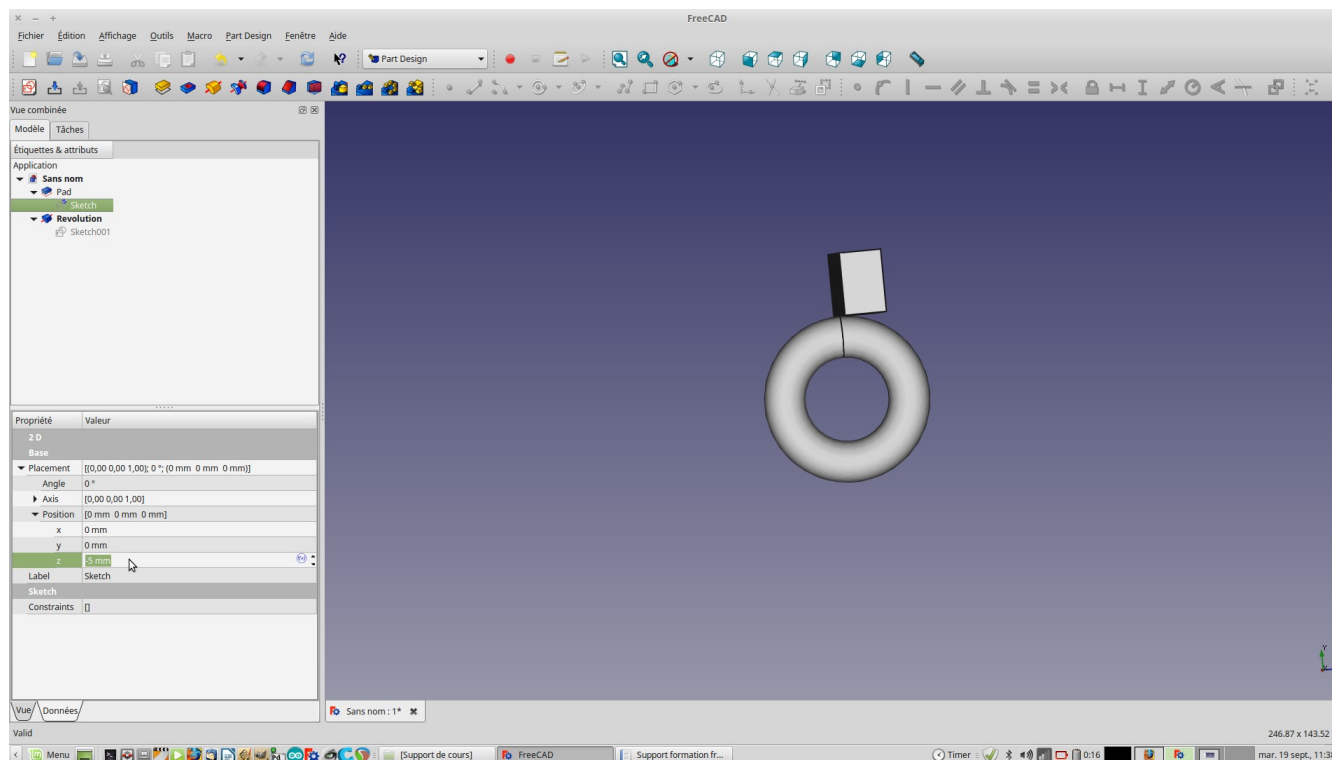 FreeCAD
Fichier Édition Affichage Outils Macro Part Design Fenêtre Aide
Part Design
Vue combinée
Modèle Tâches
Étiquettes & attributs
Application
Sans nom
Pad
Sketch
Revolution
Sketch001
Propriété Valeur
2 D
Base
Placement [(0,00 0,00 1,00); 0 °; (0 mm 0 mm 0 mm)]
Angle 0 °
Axis [0,00 0,00 1,00]
Position [0 mm 0 mm 0 mm]
x 0 mm
y 0 mm
z -5 mm
Label Sketch
Sketch
Constraints []
Y
Vue Données
Sans nom : 1*
Valid 246.87 x 143.52
Menu [Support de cours] FreeCAD Support formation fr... Timer 0:16 mar. 19 sept., 11:38